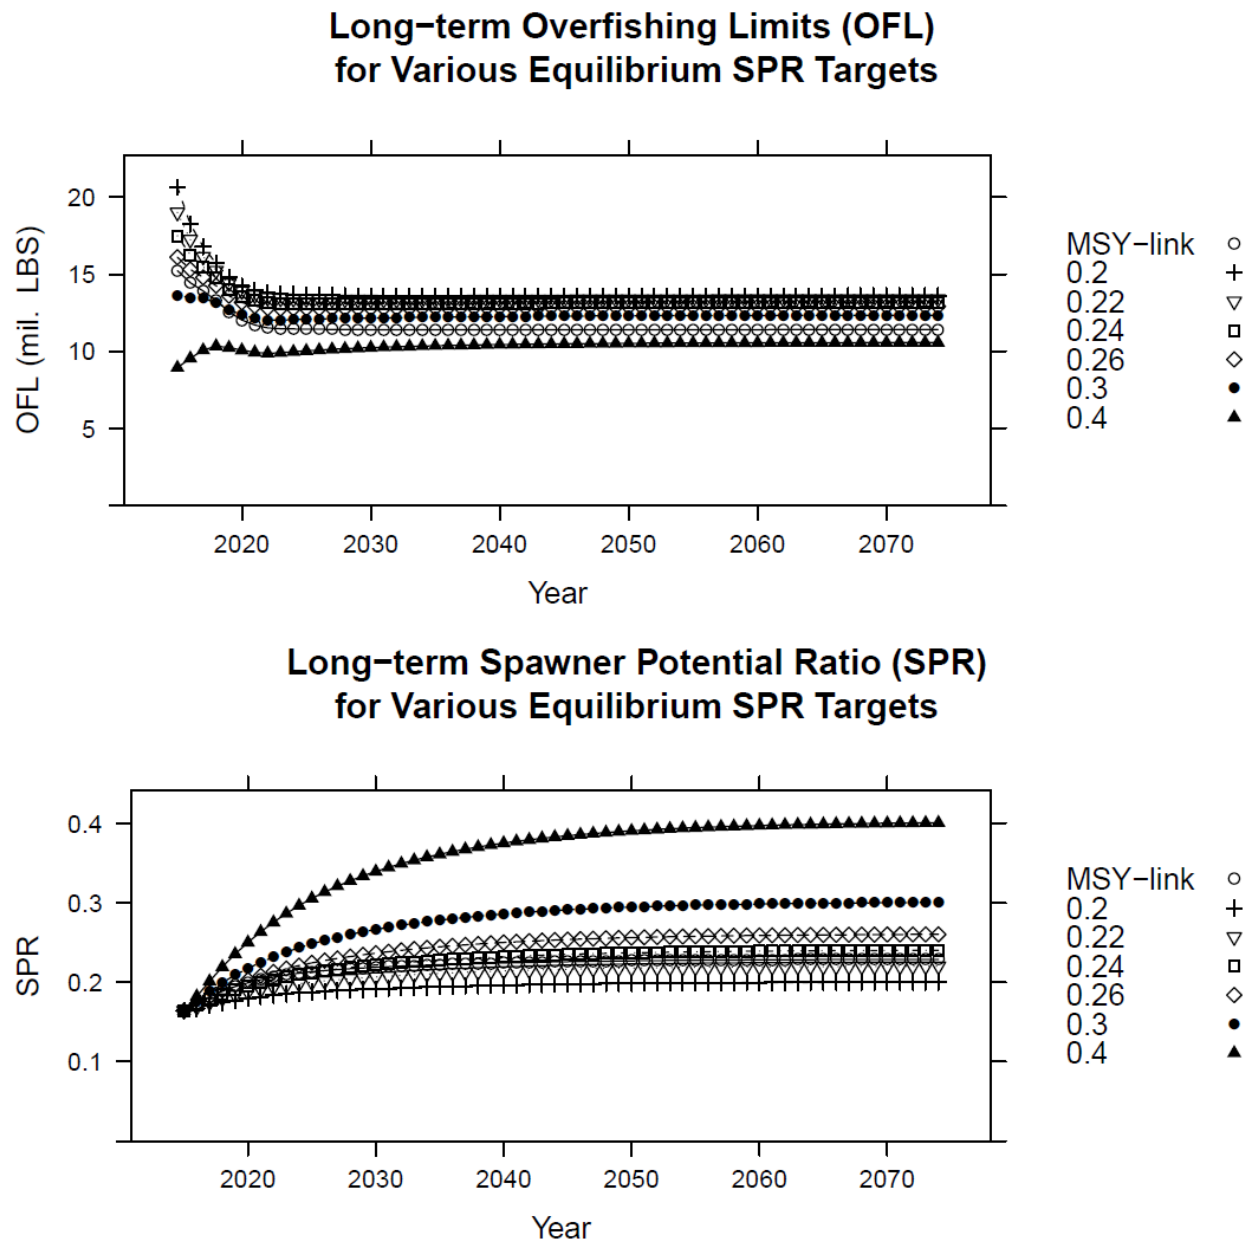 Long−term Overfishing Limits (OFL)
for Various Equilibrium SPR Targets
OFL (mil. LBS)
20
15
10
5
2020 2030 2040 2050 2060 2070
Year
MSY−link
0.2
0.22
0.24
0.26
0.3
0.4
Long−term Spawner Potential Ratio (SPR)
for Various Equilibrium SPR Targets
SPR
0.4
0.3
0.2
0.1
2020 2030 2040 2050 2060 2070
Year
MSY−link
0.2
0.22
0.24
0.26
0.3
0.4